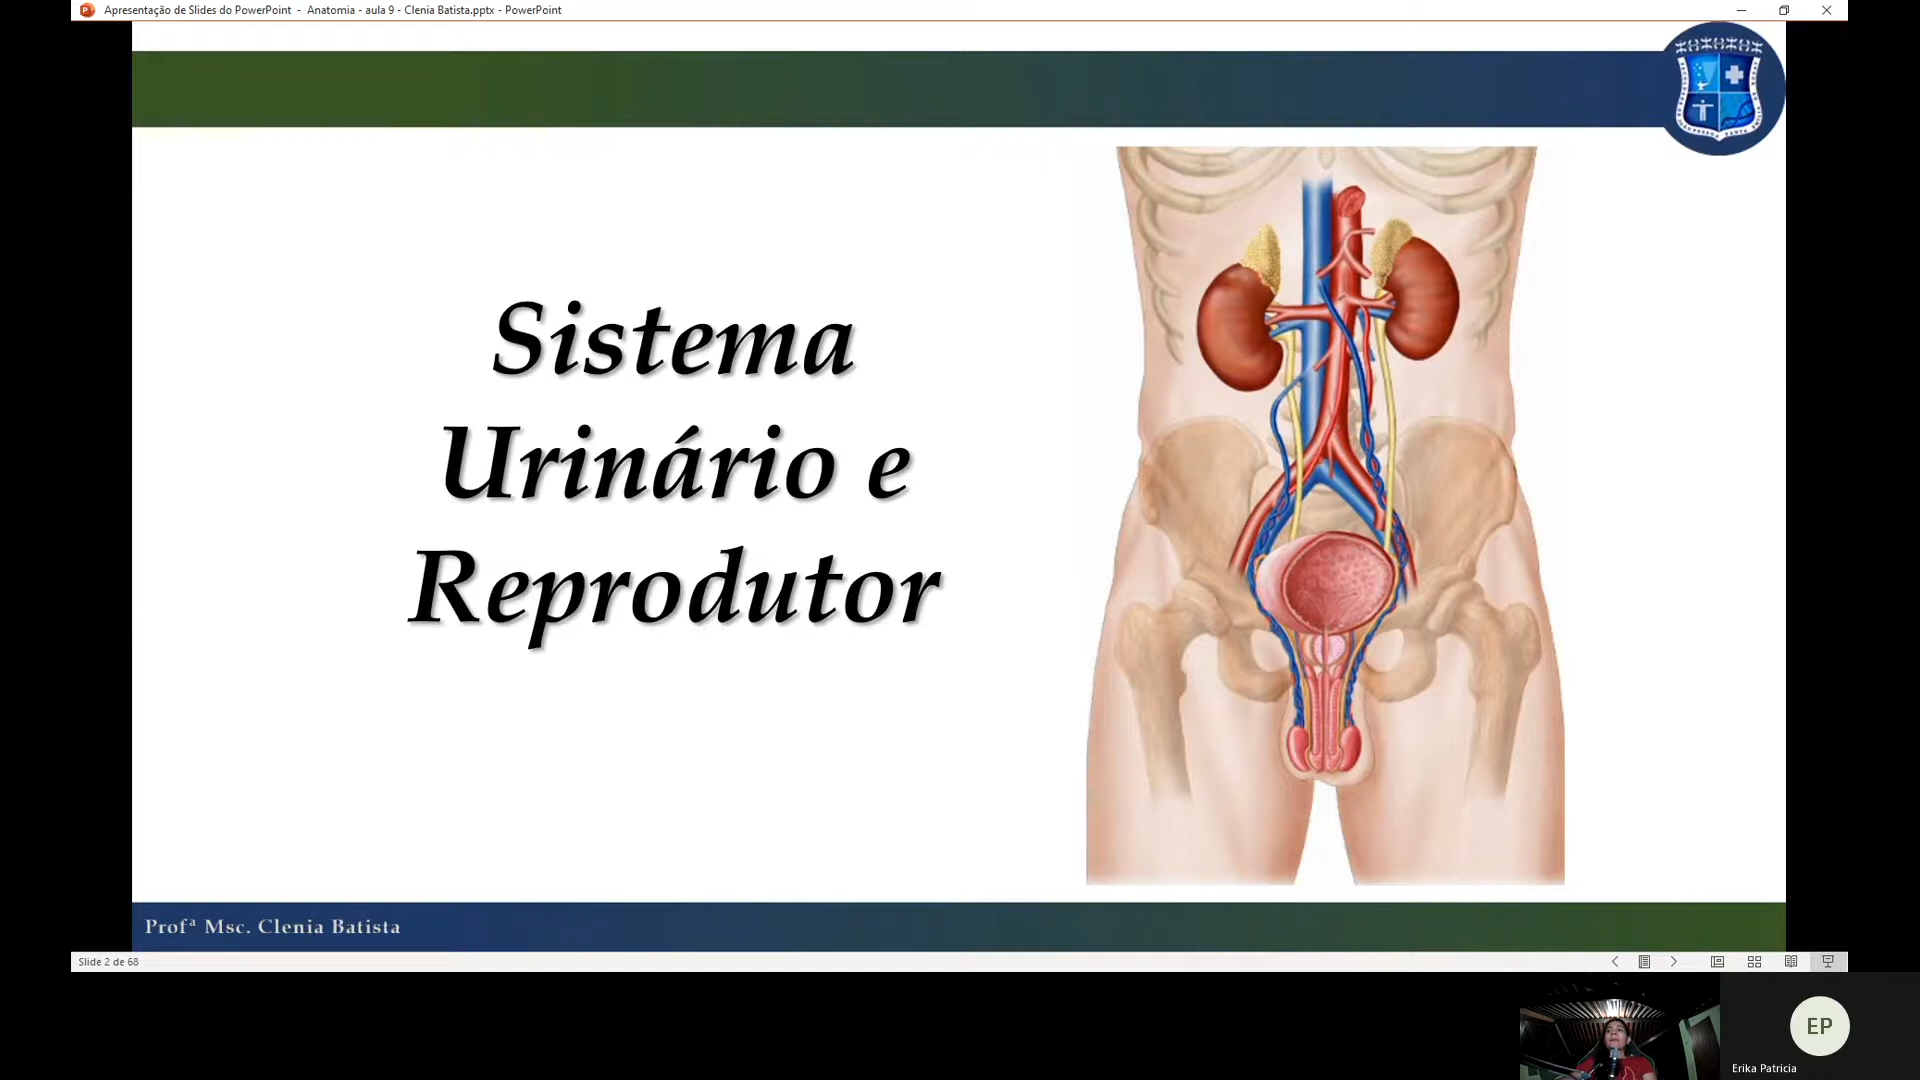 Apresentação de Slides do PowerPoint - Anatomia - aula 9 - Clenia Batista.pptx - PowerPoint
Sistema
Urinário e
Reprodutor
Profª Msc. Clenia Batista
Slide 2 de 68
EP
Erika Patricia